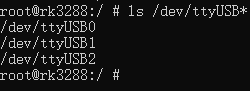 root@rk3288:/ # ls /dev/ttyUSB*
/dev/ttyUSB0
/dev/ttyUSB1
/dev/ttyUSB2
root@rk3288:/ #